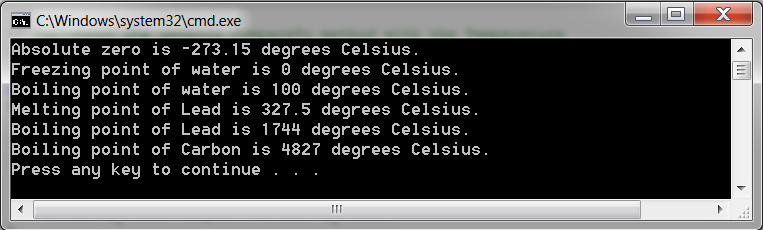 C:\Windows\system32\cmd.exe
Absolute zero is -273.15 degrees Celsius.
Freezing point of water is 0 degrees Celsius.
Boiling point of water is 100 degrees Celsius.
Melting point of Lead is 327.5 degrees Celsius.
Boiling point of Lead is 1744 degrees Celsius.
Boiling point of Carbon is 4827 degrees Celsius.
Press any key to continue . . .